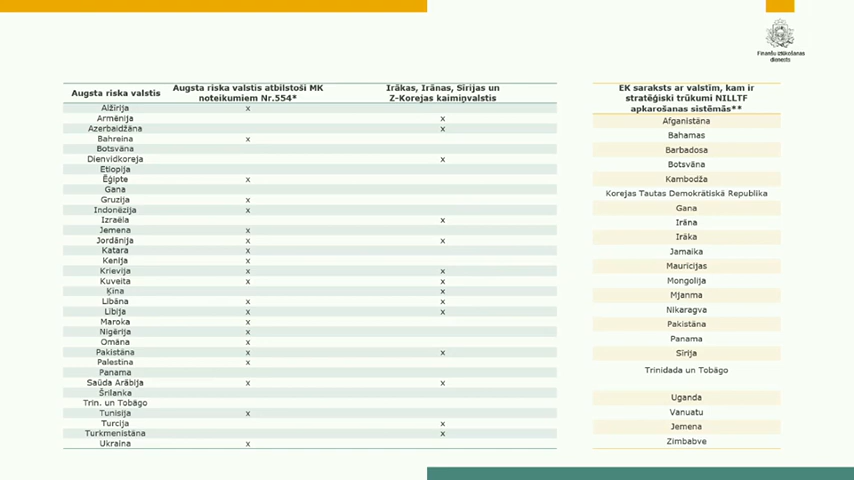 Finanšu izlūkošanas
dienests
Augsta riska valstis Augsta riska valstis atbilstoši MK noteikumiem Nr.554* Irākas, Irānas, Sīrijas un Z-Korejas kaimiņvalstis
Alžīrija x
Armēnija x
Azerbaidžāna x
Bahreina x
Botsvāna
Dienvidkoreja x
Etiopija
Ēģipte x
Gana
Gruzija x
Indonēzija x
Izraēla x
Jemena x
Jordānija x x
Katara x
Kenija x
Krievija x x
Kuveita x x
Ķīna x
Libāna x x
Lībija x x
Maroka x
Nigērija x
Omāna x
Pakistāna x x
Palestīna x
Panama
Saūda Arābija x x
Šrilanka
Trin. un Tobāgo
Tunisija x
Turcija x
Turkmenistāna x
Ukraina x
EK saraksts ar valstīm, kam ir
stratēģiski trūkumi NILLTF
apkarošanas sistēmās**
Afganistāna
Bahamas
Barbadosa
Botsvāna
Kambodža
Korejas Tautas Demokrātiskā Republika
Gana
Irāna
Irāka
Jamaika
Maurīcijas
Mongolija
Mjanma
Nikaragva
Pakistāna
Panama
Sīrija
Trinidada un Tobāgo
Uganda
Vanuatu
Jemena
Zimbabve